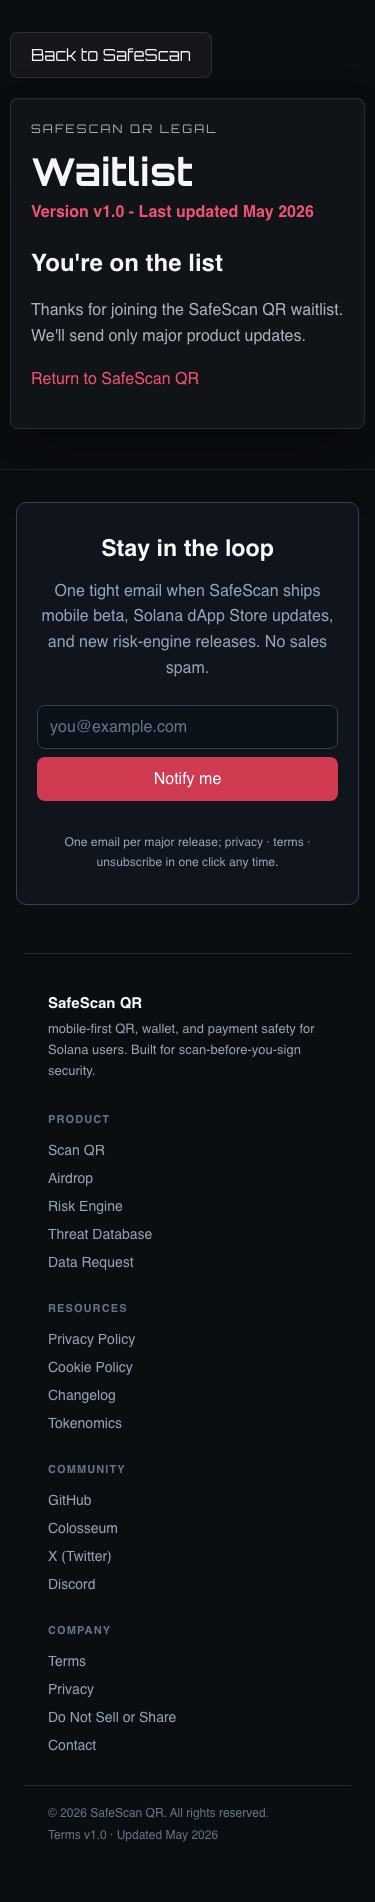 Back to SafeScan
SAFESCAN QR LEGAL
Waitlist
Version v1.0 - Last updated May 2026
You're on the list
Thanks for joining the SafeScan QR waitlist.
We'll send only major product updates.
Return to SafeScan QR
Stay in the loop
One tight email when SafeScan ships
mobile beta, Solana dApp Store updates,
and new risk-engine releases. No sales
spam.
you@example.com
Notify me
One email per major release; privacy · terms ·
unsubscribe in one click any time.
SafeScan QR
mobile-first QR, wallet, and payment safety for
Solana users. Built for scan-before-you-sign
security.
PRODUCT
Scan QR
Airdrop
Risk Engine
Threat Database
Data Request
RESOURCES
Privacy Policy
Cookie Policy
Changelog
Tokenomics
COMMUNITY
GitHub
Colosseum
X (Twitter)
Discord
COMPANY
Terms
Privacy
Do Not Sell or Share
Contact
© 2026 SafeScan QR. All rights reserved.
Terms v1.0 · Updated May 2026